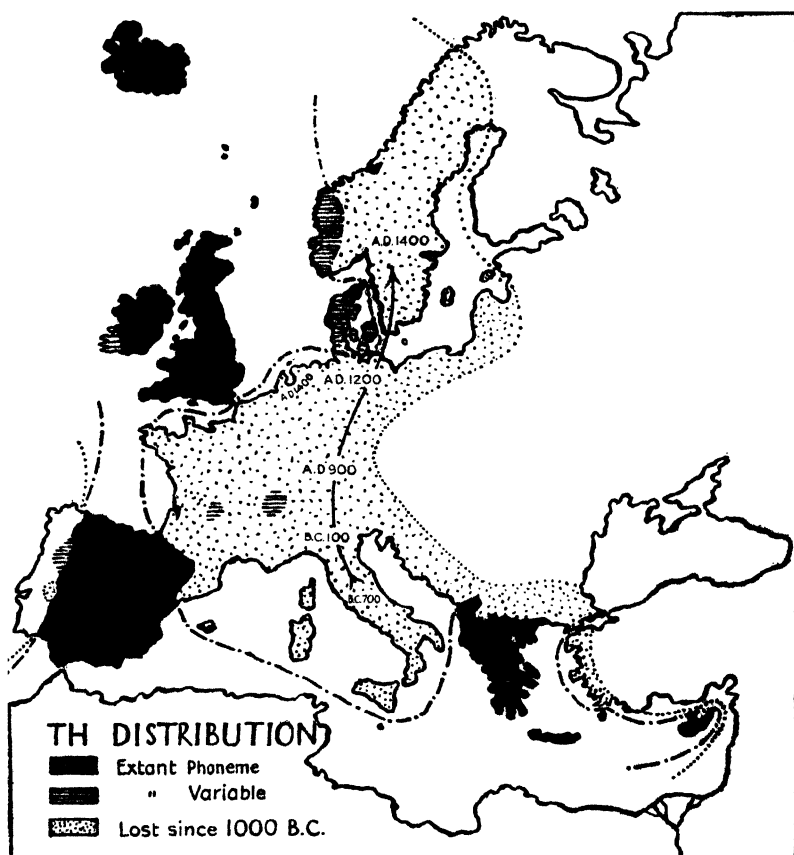 A.D.1400
A.D.1400
A.D.1200
A.D.900
B.C.100
B.C.700
TH DISTRIBUTION
Extant Phoneme
" Variable
Lost since 1000 B.C.